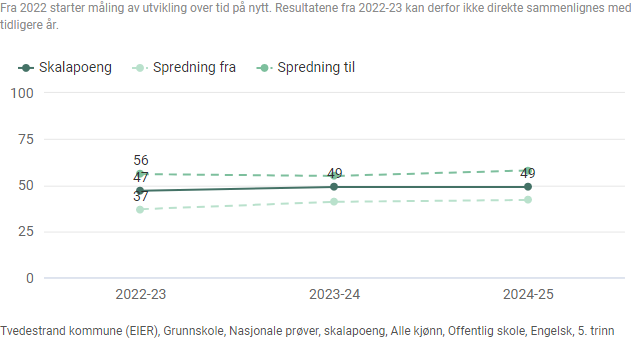 Fra 2022 starter måling av utvikling over tid på nytt. Resultatene fra 2022-23 kan derfor ikke direkte sammenlignes med
tidligere år.
Skalapoeng Spredning fra Spredning til
100
75
50
25
0
56
47
37
49
49
2022-23 2023-24 2024-25
Tvedestrand kommune (EIER), Grunnskole, Nasjonale prøver, skalapoeng, Alle kjønn, Offentlig skole, Engelsk, 5. trinn